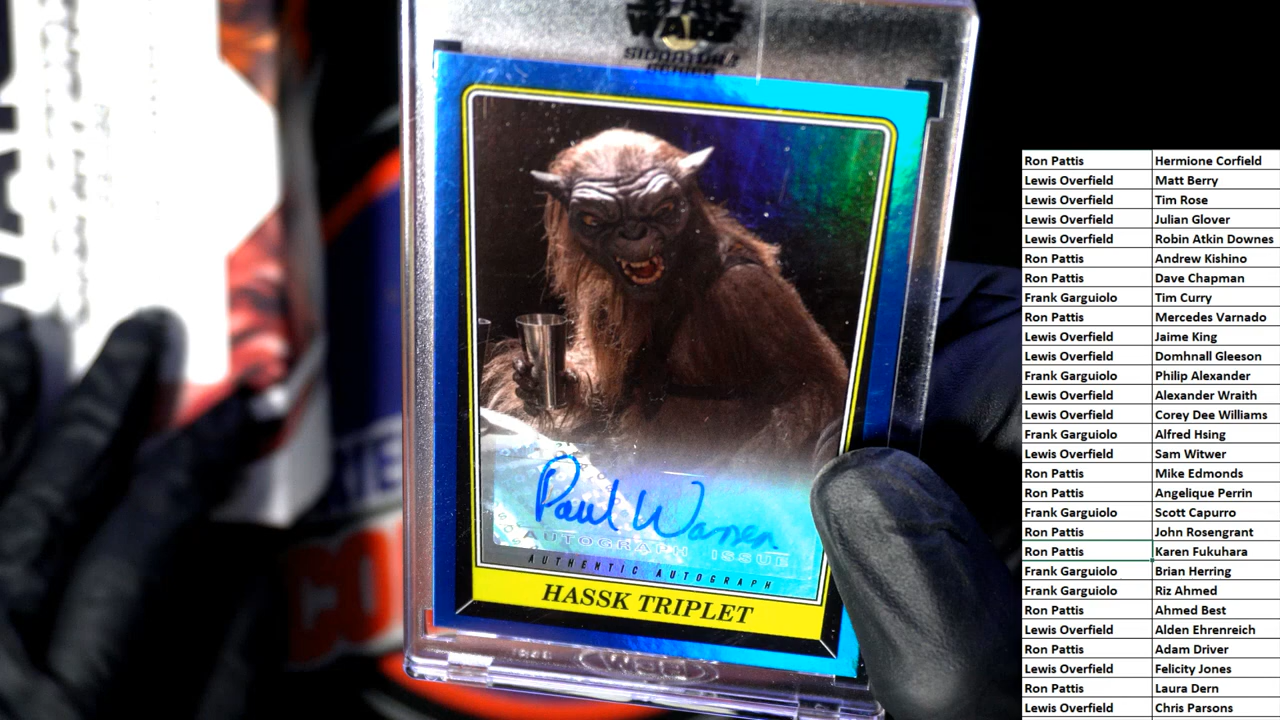 STAR
WARS
SIGNATURE
SERIES
Paul Warren
AUTOGRAPH ISSUE
AUTHENTIC AUTOGRAPH
HASSK TRIPLET
Ron Pattis Hermione Corfield
Lewis Overfield Matt Berry
Lewis Overfield Tim Rose
Lewis Overfield Julian Glover
Lewis Overfield Robin Atkin Downes
Ron Pattis Andrew Kishino
Ron Pattis Dave Chapman
Frank Garguiolo Tim Curry
Ron Pattis Mercedes Varnado
Lewis Overfield Jaime King
Lewis Overfield Domhnall Gleeson
Frank Garguiolo Philip Alexander
Lewis Overfield Alexander Wraith
Lewis Overfield Corey Dee Williams
Frank Garguiolo Alfred Hsing
Lewis Overfield Sam Witwer
Ron Pattis Mike Edmonds
Ron Pattis Angelique Perrin
Frank Garguiolo Scott Capurro
Ron Pattis John Rosengrant
Ron Pattis Karen Fukuhara
Frank Garguiolo Brian Herring
Frank Garguiolo Riz Ahmed
Ron Pattis Ahmed Best
Lewis Overfield Alden Ehrenreich
Ron Pattis Adam Driver
Lewis Overfield Felicity Jones
Ron Pattis Laura Dern
Lewis Overfield Chris Parsons